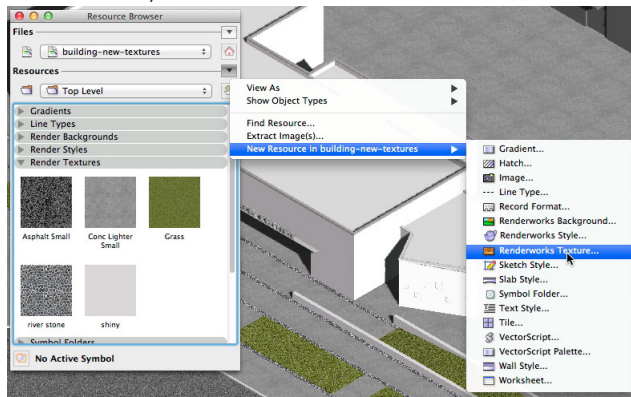 Resource Browser
Files
building-new-textures
Resources
Top Level
Gradients
Line Types
Render Backgrounds
Render Styles
Render Textures
Asphalt Small
Conc Lighter Small
Grass
river stone
shiny
Symbol Folders
No Active Symbol
View As
Show Object Types
Find Resource...
Extract Image(s)...
New Resource in building-new-textures
Gradient...
Hatch...
Image...
Line Type...
Record Format...
Renderworks Background...
Renderworks Style...
Renderworks Texture...
Sketch Style...
Slab Style...
Symbol Folder...
Text Style...
Tile...
VectorScript...
VectorScript Palette...
Wall Style...
Worksheet...